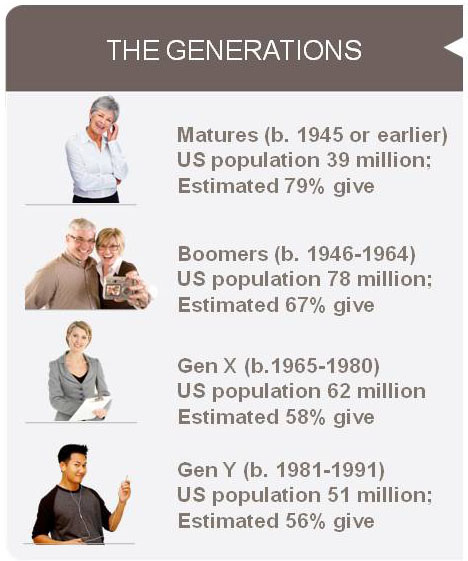 THE GENERATIONS
Matures (b. 1945 or earlier)
US population 39 million;
Estimated 79% give
Boomers (b. 1946-1964)
US population 78 million;
Estimated 67% give
Gen X (b.1965-1980)
US population 62 million
Estimated 58% give
Gen Y (b. 1981-1991)
US population 51 million;
Estimated 56% give